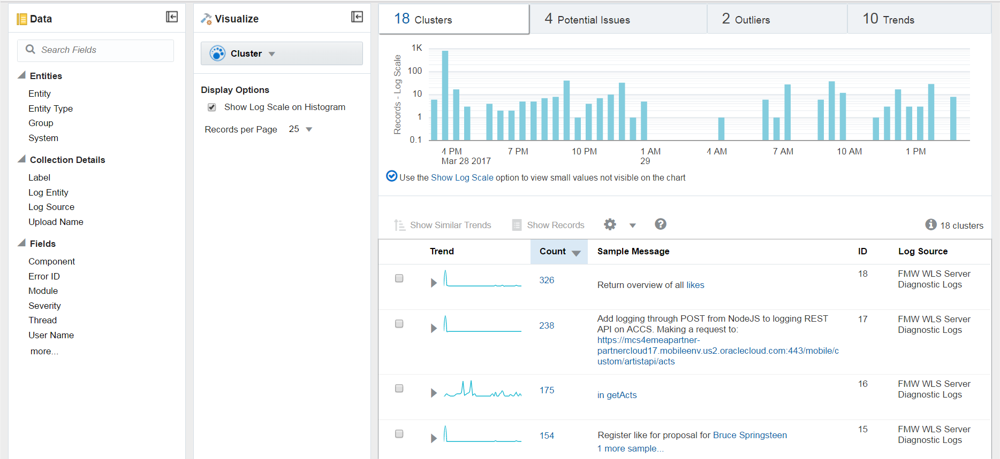 Data
Search Fields
Entities
Entity
Entity Type
Group
System
Collection Details
Label
Log Entity
Log Source
Upload Name
Fields
Component
Error ID
Module
Severity
Thread
User Name
more...
Visualize
Cluster
Display Options
Show Log Scale on Histogram
Records per Page 25
18 Clusters
4 Potential Issues
2 Outliers
10 Trends
Records - Log Scale
1K
100
10
1
0.1
4 PM 7 PM 10 PM 1 AM 4 AM 7 AM 10 AM 1 PM
Mar 28 2017 29
Use the Show Log Scale option to view small values not visible on the chart
Show Similar Trends Show Records 18 clusters
Trend Count Sample Message ID Log Source
326 Return overview of all likes 18 FMW WLS Server
Diagnostic Logs
238 Add logging through POST from NodeJS to logging REST 17 FMW WLS Server
API on ACCS. Making a request to: Diagnostic Logs
https://mcs4emeapartner-
partnercloud17.mobileenv.us2.oraclecloud.com:443/mobile/c
ustom/artistapi/acts
175 in getActs 16 FMW WLS Server
Diagnostic Logs
154 Register like for proposal for Bruce Springsteen 15 FMW WLS Server
1 more sample... Diagnostic Logs